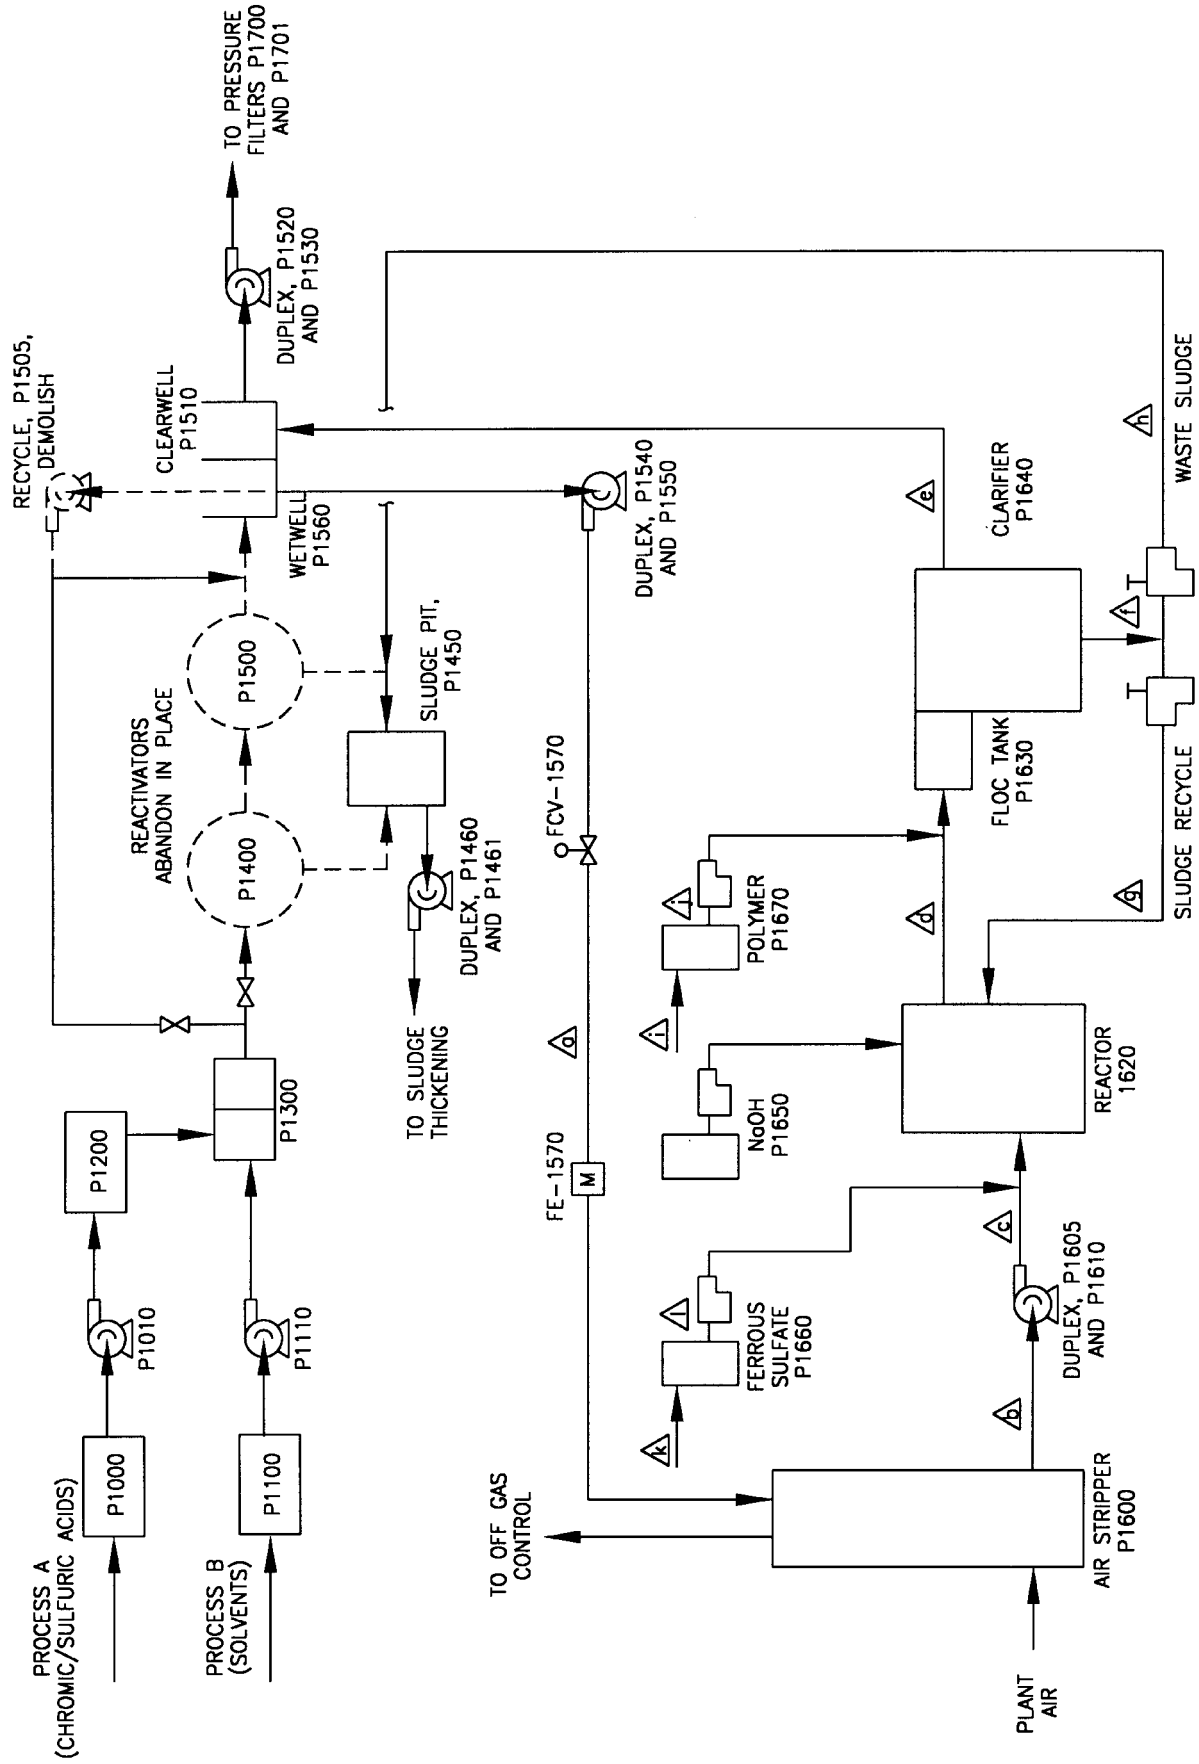 PROCESS A
(CHROMIC/SULFURIC ACIDS)
P1000
P1010
P1200
PROCESS B
(SOLVENTS)
P1100
P1110
P1300
REACTIVATORS
ABANDON IN PLACE
P1400
P1500
RECYCLE, P1505,
DEMOLISH
CLEARWELL
P1510
WETWELL
P1560
DUPLEX, P1520
AND P1530
TO PRESSURE
FILTERS P1700
AND P1701
SLUDGE PIT,
P1450
DUPLEX, P1460
AND P1461
TO SLUDGE
THICKENING
TO OFF GAS
CONTROL
FE-1570
M
a
FCV-1570
DUPLEX, P1540
AND P1550
k
l
FERROUS
SULFATE
P1660
NaOH
P1650
i
j
POLYMER
P1670
PLANT
AIR
AIR STRIPPER
P1600
b
DUPLEX, P1605
AND P1610
c
REACTOR
1620
d
FLOC TANK
P1630
e
CLARIFIER
P1640
f
g
SLUDGE RECYCLE
h
WASTE SLUDGE